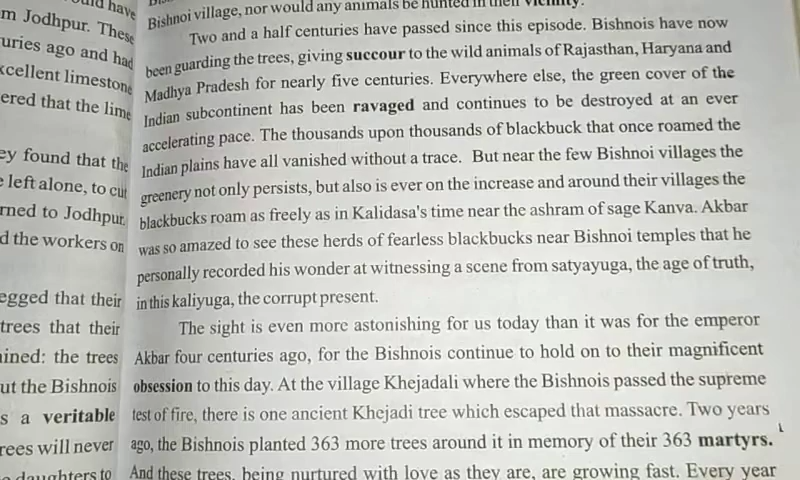 m Jodhpur. These
uries ago and had
xcellent limestone
ered that the lime
ey found that the
left alone, to cut
rned to Jodhpur.
d the workers on
egged that their
trees that their
ained: the trees
ut the Bishnois
s a veritable
rees will never
daughters to
Bishnoi village, nor would any animals be hunted in their vicinity.
Two and a half centuries have passed since this episode. Bishnois have now
been guarding the trees, giving succour to the wild animals of Rajasthan, Haryana and
Madhya Pradesh for nearly five centuries. Everywhere else, the green cover of the
Indian subcontinent has been ravaged and continues to be destroyed at an ever
accelerating pace. The thousands upon thousands of blackbuck that once roamed the
Indian plains have all vanished without a trace. But near the few Bishnoi villages the
greenery not only persists, but also is ever on the increase and around their villages the
blackbucks roam as freely as in Kalidasa's time near the ashram of sage Kanva. Akbar
was so amazed to see these herds of fearless blackbucks near Bishnoi temples that he
personally recorded his wonder at witnessing a scene from satyayuga, the age of truth,
in this kaliyuga, the corrupt present.
The sight is even more astonishing for us today than it was for the emperor
Akbar four centuries ago, for the Bishnois continue to hold on to their magnificent
obsession to this day. At the village Khejadali where the Bishnois passed the supreme
test of fire, there is one ancient Khejadi tree which escaped that massacre. Two years
ago, the Bishnois planted 363 more trees around it in memory of their 363 martyrs.
And these trees, being nurtured with love as they are, are growing fast. Every year